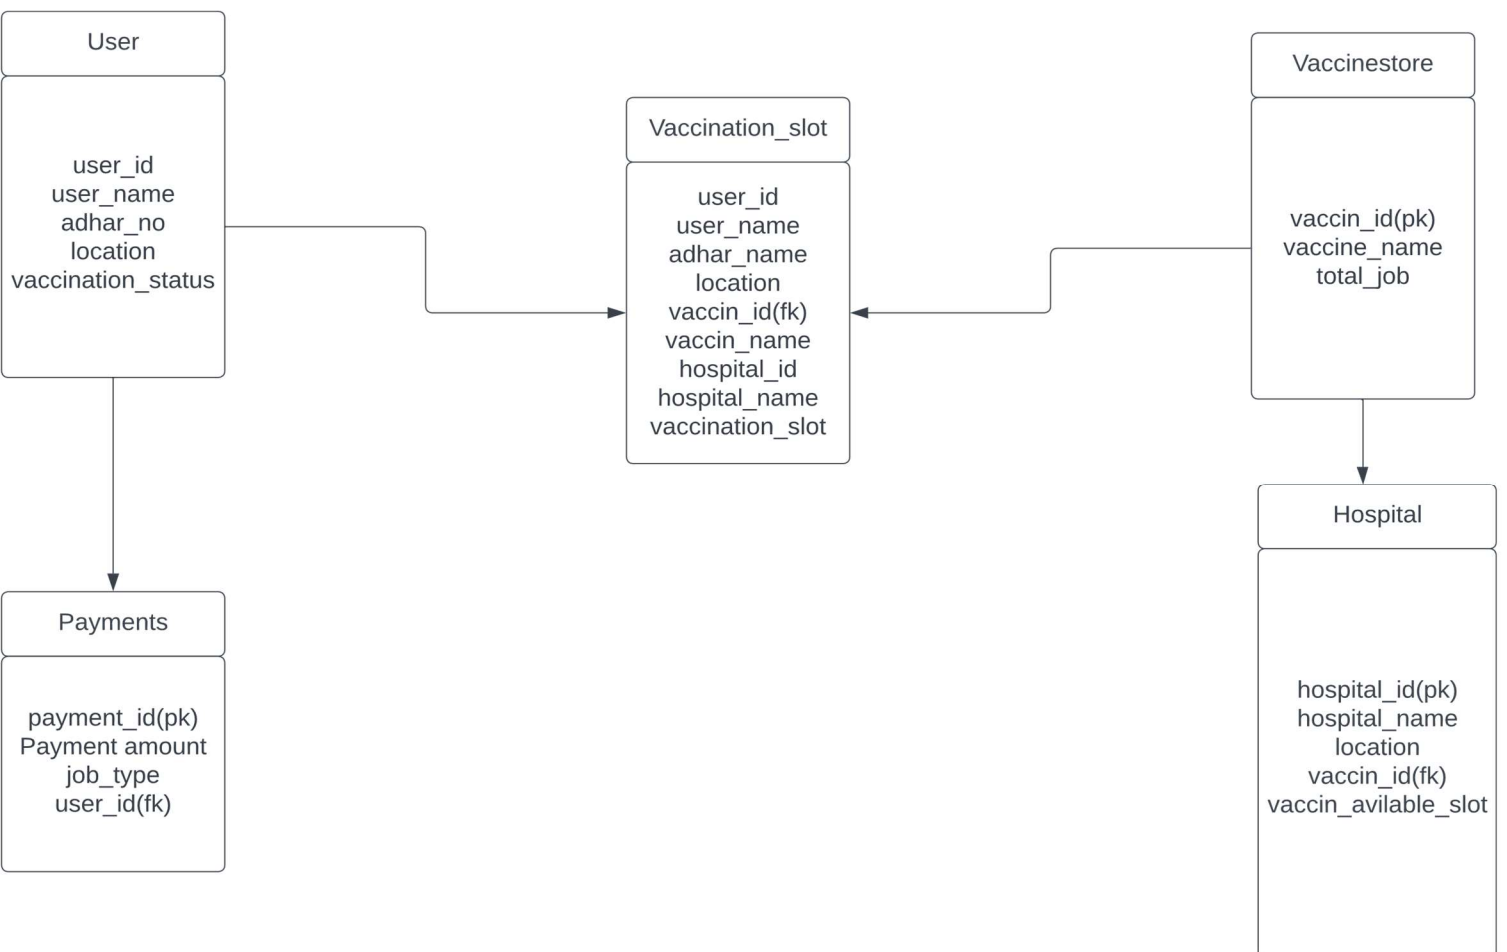 User
user_id
user_name
adhar_no
location
vaccination_status
Vaccination_slot
user_id
user_name
adhar_name
location
vaccin_id(fk)
vaccin_name
hospital_id
hospital_name
vaccination_slot
Vaccinestore
vaccin_id(pk)
vaccine_name
total_job
Payments
payment_id(pk)
Payment amount
job_type
user_id(fk)
Hospital
hospital_id(pk)
hospital_name
location
vaccin_id(fk)
vaccin_avilable_slot